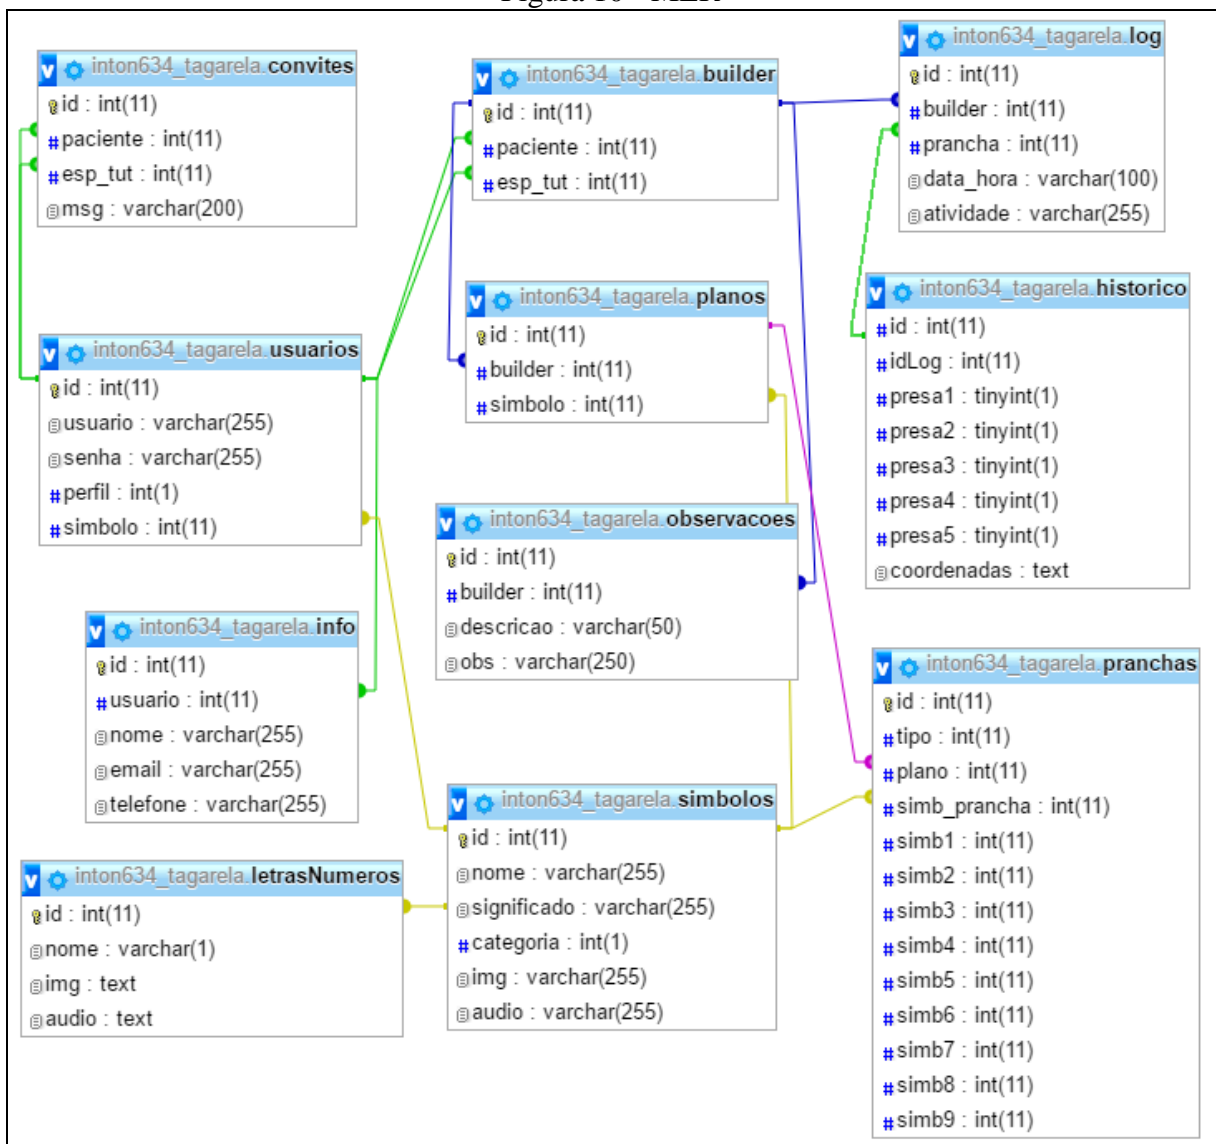 inton634_tagarela.convites
id : int(11)
#paciente : int(11)
#esp_tut : int(11)
msg : varchar(200)
inton634_tagarela.builder
id : int(11)
#paciente : int(11)
#esp_tut : int(11)
inton634_tagarela.log
id : int(11)
#builder : int(11)
#prancha : int(11)
data_hora : varchar(100)
atividade : varchar(255)
inton634_tagarela.usuarios
id : int(11)
usuario : varchar(255)
senha : varchar(255)
#perfil : int(1)
#simbolo : int(11)
inton634_tagarela.planos
id : int(11)
#builder : int(11)
#simbolo : int(11)
inton634_tagarela.historico
#id : int(11)
#idLog : int(11)
#presa1 : tinyint(1)
#presa2 : tinyint(1)
#presa3 : tinyint(1)
#presa4 : tinyint(1)
#presa5 : tinyint(1)
coordenadas : text
inton634_tagarela.observacoes
id : int(11)
#builder : int(11)
descricao : varchar(50)
obs : varchar(250)
inton634_tagarela.info
id : int(11)
#usuario : int(11)
nome : varchar(255)
email : varchar(255)
telefone : varchar(255)
inton634_tagarela.pranchas
id : int(11)
#tipo : int(11)
#plano : int(11)
#simb_prancha : int(11)
#simb1 : int(11)
#simb2 : int(11)
#simb3 : int(11)
#simb4 : int(11)
#simb5 : int(11)
#simb6 : int(11)
#simb7 : int(11)
#simb8 : int(11)
#simb9 : int(11)
inton634_tagarela.simbolos
id : int(11)
nome : varchar(255)
significado : varchar(255)
#categoria : int(1)
img : varchar(255)
audio : varchar(255)
inton634_tagarela.letrasNumeros
id : int(11)
nome : varchar(1)
img : text
audio : text